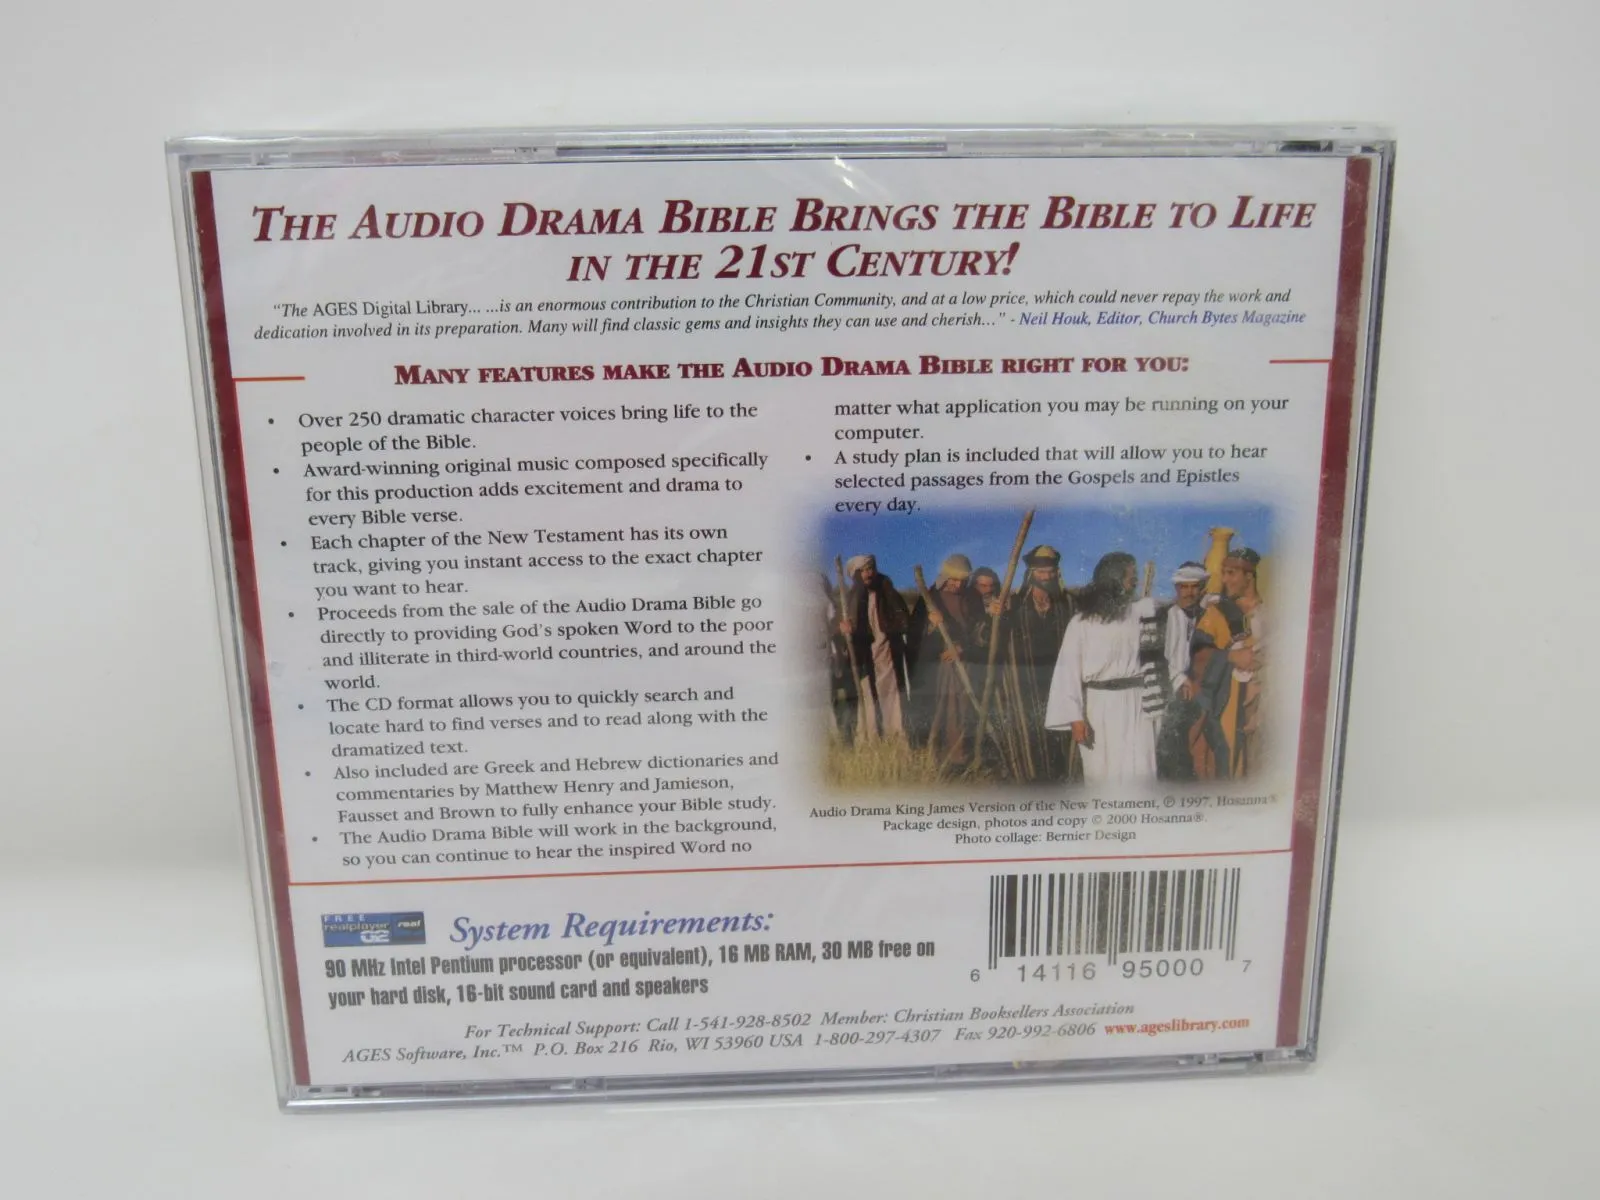 THE AUDIO DRAMA BIBLE BRINGS THE BIBLE TO LIFE
IN THE 21ST CENTURY!
"The AGES Digital Library... ...is an enormous contribution to the Christian Community, and at a low price, which could never repay the work and
dedication involved in its preparation. Many will find classic gems and insights they can use and cherish..." - Neil Houk, Editor, Church Bytes Magazine
MANY FEATURES MAKE THE AUDIO DRAMA BIBLE RIGHT FOR YOU:
• Over 250 dramatic character voices bring life to the
people of the Bible.
• Award-winning original music composed specifically
for this production adds excitement and drama to
every Bible verse.
• Each chapter of the New Testament has its own
track, giving you instant access to the exact chapter
you want to hear.
• Proceeds from the sale of the Audio Drama Bible go
directly to providing God's spoken Word to the poor
and illiterate in third-world countries, and around the
world.
• The CD format allows you to quickly search and
locate hard to find verses and to read along with the
dramatized text.
• Also included are Greek and Hebrew dictionaries and
commentaries by Matthew Henry and Jamieson,
Fausset and Brown to fully enhance your Bible study.
• The Audio Drama Bible will work in the background,
so you can continue to hear the inspired Word no
matter what application you may be running on your
computer.
• A study plan is included that will allow you to hear
selected passages from the Gospels and Epistles
every day.
Audio Drama King James Version of the New Testament, ℗ 1997, Hosanna®
Package design, photos and copy © 2000 Hosanna®.
Photo collage: Bernier Design
FREE
realplayer real
G2
System Requirements:
90 MHz Intel Pentium processor (or equivalent), 16 MB RAM, 30 MB free on
your hard disk, 16-bit sound card and speakers
6 14116 95000 7
For Technical Support: Call 1-541-928-8502 Member: Christian Booksellers Association
AGES Software, Inc.™ P.O. Box 216 Rio, WI 53960 USA 1-800-297-4307 Fax 920-992-6806 www.ageslibrary.com